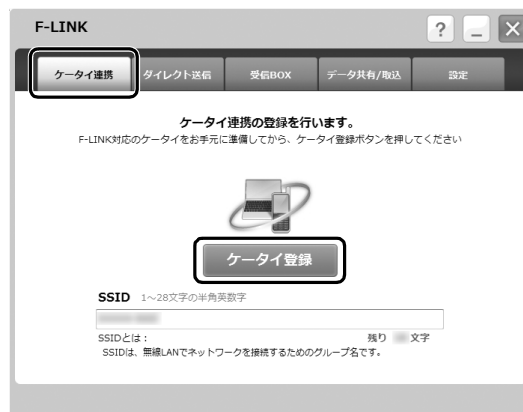 F-LINK
? _ X
ケータイ連携 ダイレクト送信 受信BOX データ共有/取込 設定
ケータイ連携の登録を行います。
F-LINK対応のケータイをお手元に準備してから、ケータイ登録ボタンを押してください
ケータイ登録
SSID 1~28文字の半角英数字
SSIDとは： 残り 文字
SSIDは、無線LANでネットワークを接続するためのグループ名です。